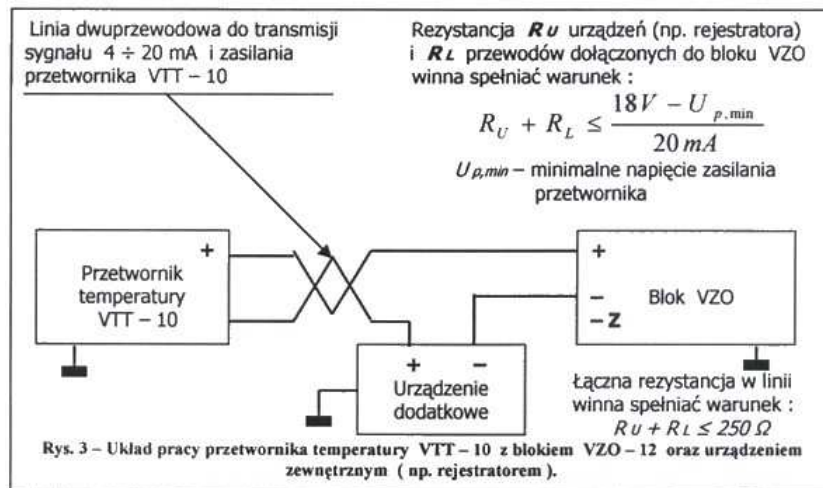 Linia dwuprzewodowa do transmisji
sygnału 4 ÷ 20 mA i zasilania
przetwornika VTT – 10
Rezystancja RU urządzeń (np. rejestratora)
i RL przewodów dołączonych do bloku VZO
winna spełniać warunek :
R_U + R_L ≤ (18V – U_p,min) / 20 mA
Up,min – minimalne napięcie zasilania
przetwornika
+
Przetwornik
temperatury
VTT – 10
+
–
– Z
Blok VZO
+ –
Urządzenie
dodatkowe
Łączna rezystancja w linii
winna spełniać warunek :
RU + RL ≤ 250 Ω
Rys. 3 – Układ pracy przetwornika temperatury VTT – 10 z blokiem VZO – 12 oraz urządzeniem
zewnętrznym ( np. rejestratorem ).